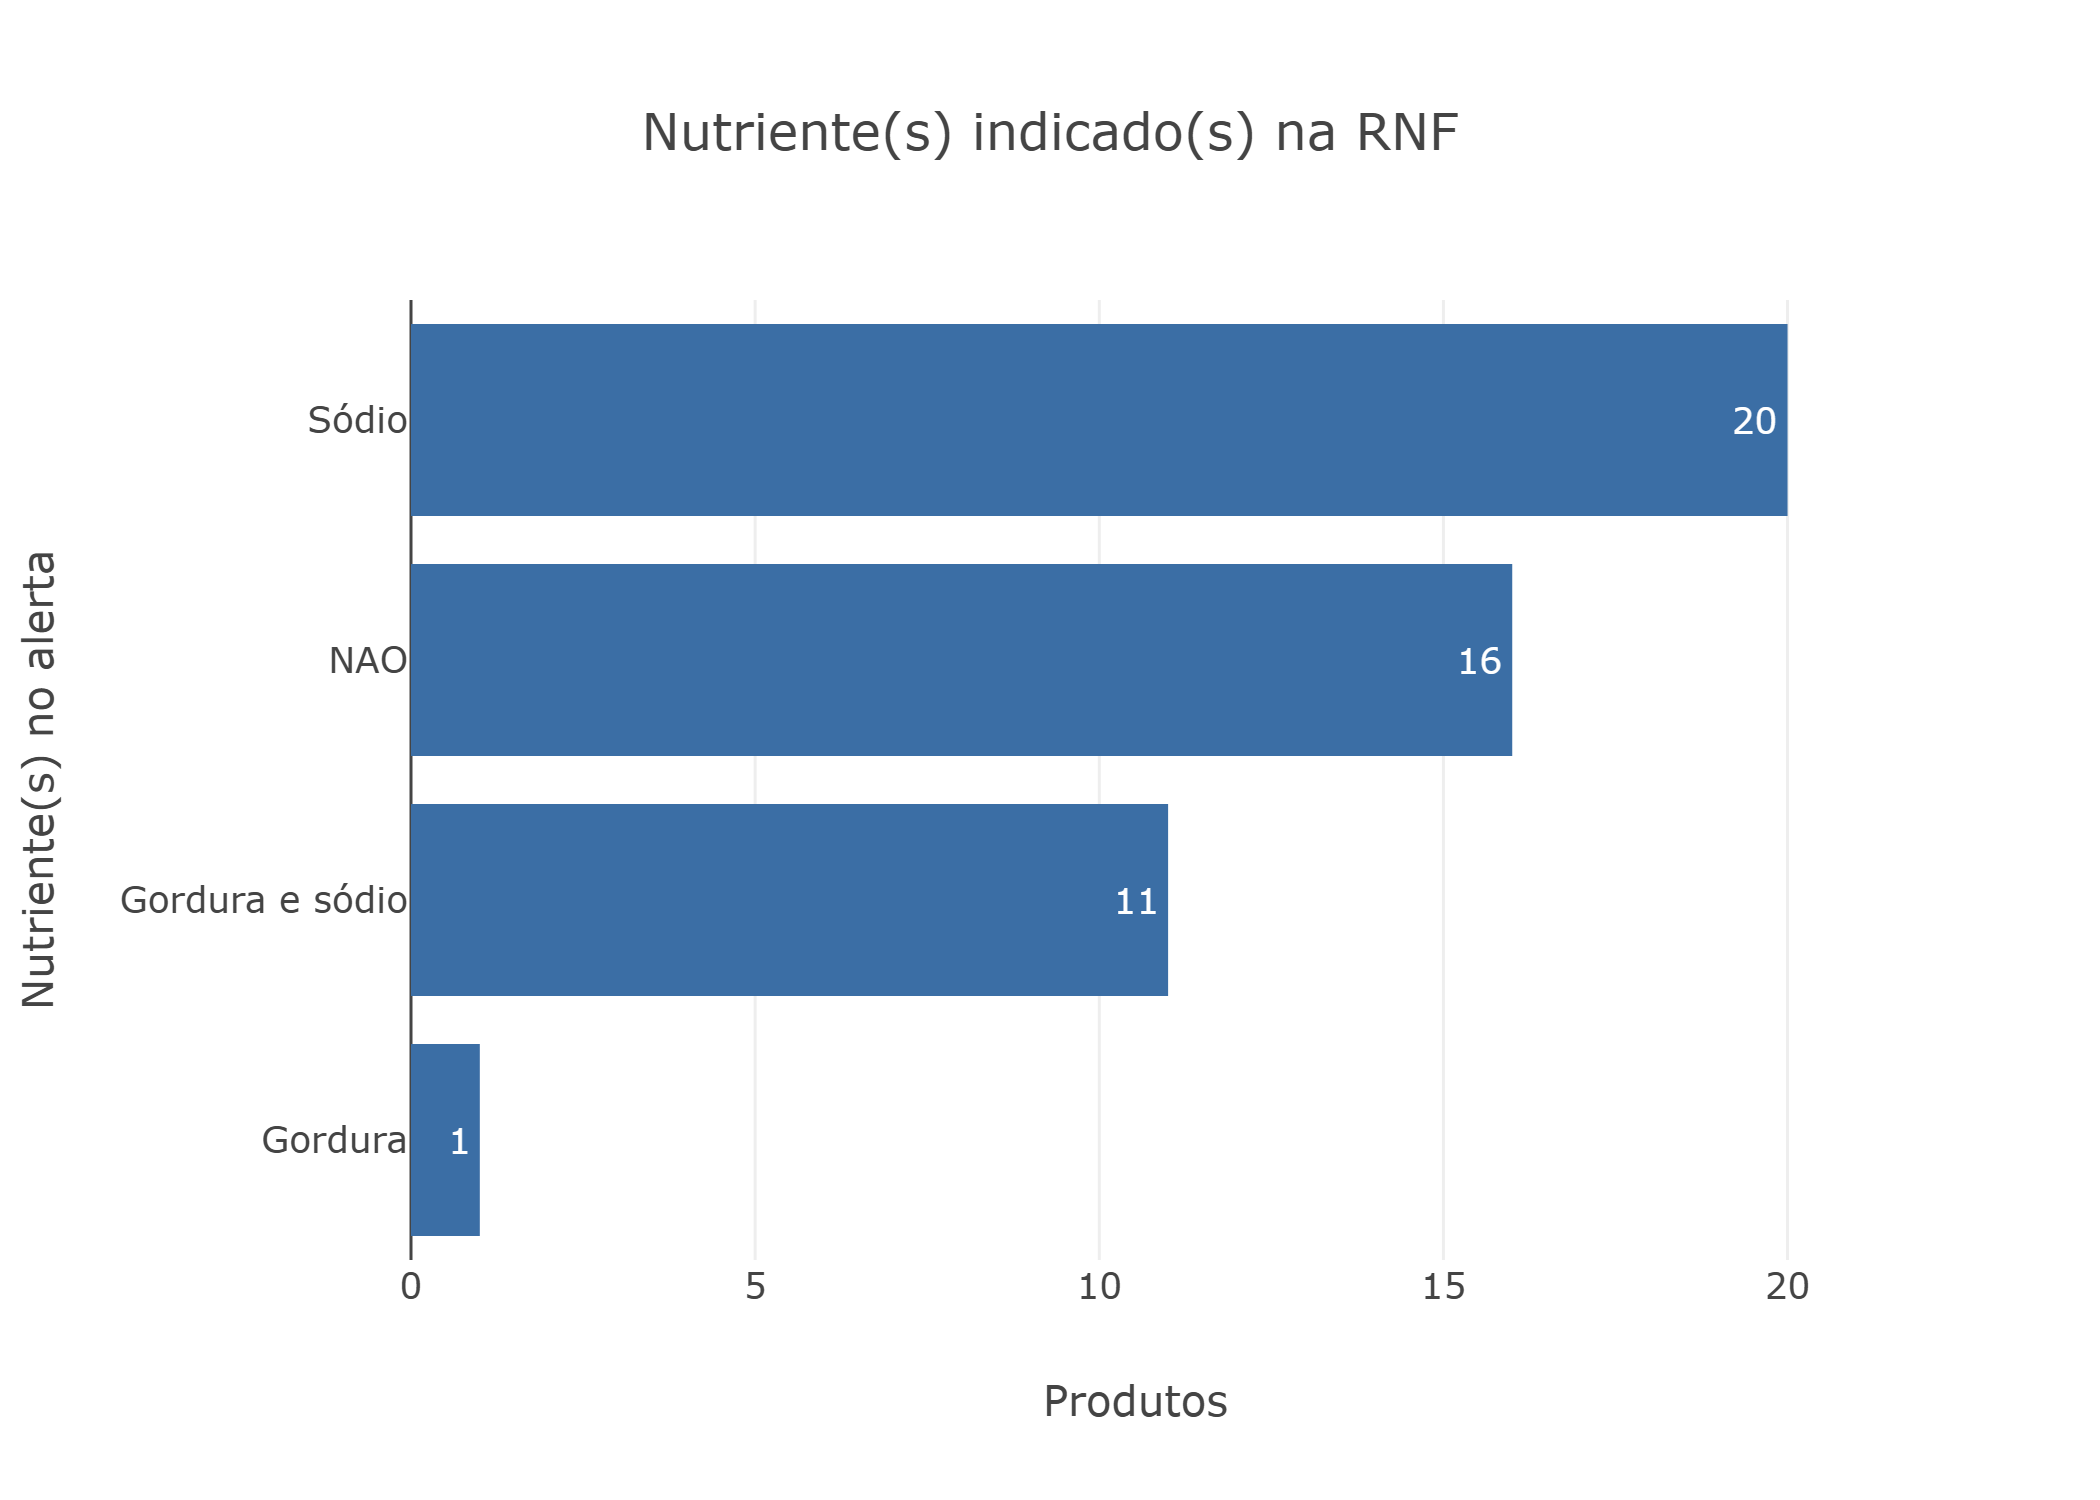 Nutriente(s) indicado(s) na RNF
Nutriente(s) no alerta
Sódio
20
NAO
16
Gordura e sódio
11
Gordura
1
0 5 10 15 20
Produtos